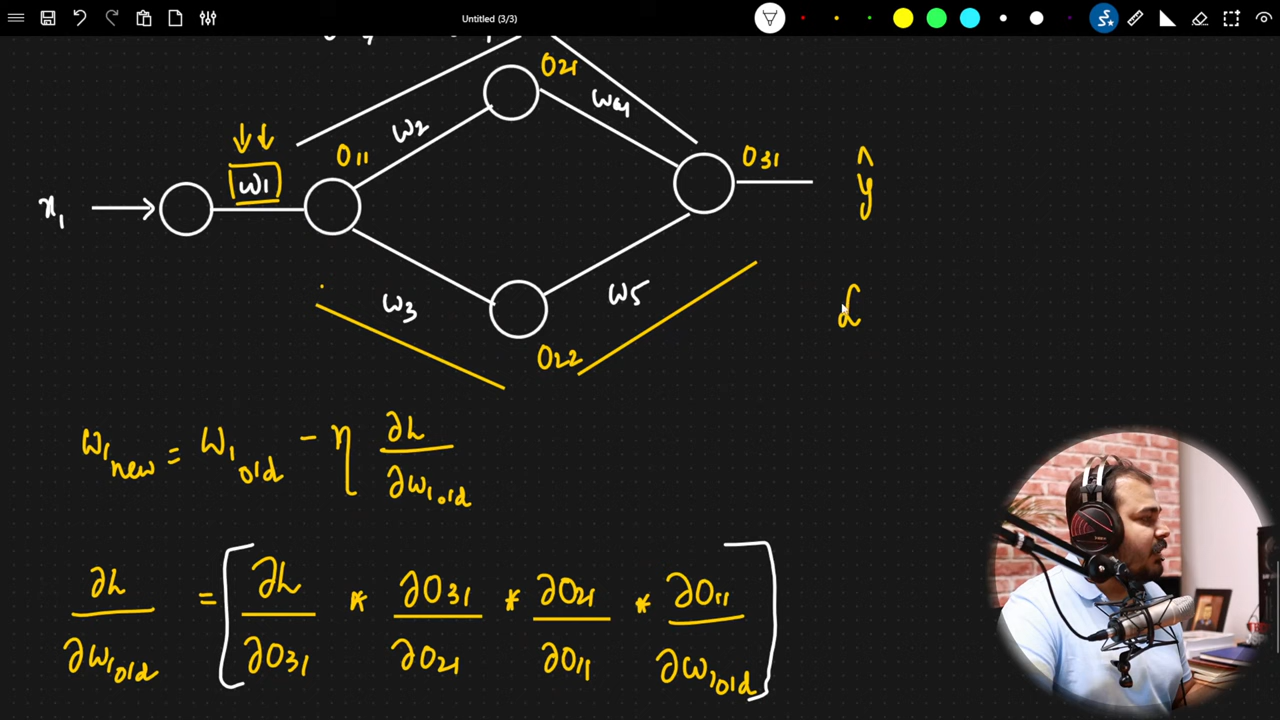 Untitled (3/3)
O21
W2
W4
O11
O31
ŷ
W1
x1
W3
W5
L
O22
W1new = W1old - η ∂L/∂W1old
∂L/∂W1old = [∂L/∂O31 * ∂O31/∂O21 * ∂O21/∂O11 * ∂O11/∂W1old]